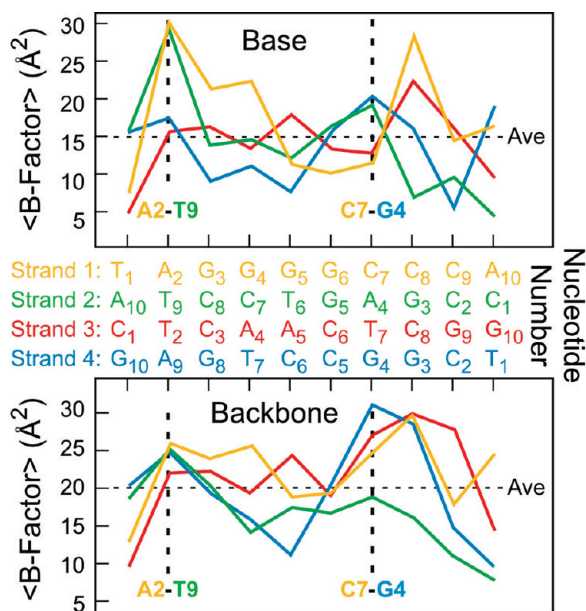 <B-Factor> (Å²)
30
25
20
15
10
5
Base
Ave
A2-T9
C7-G4
Strand 1: T₁ A₂ G₃ G₄ G₅ G₆ C₇ C₈ C₉ A₁₀
Strand 2: A₁₀ T₉ C₈ C₇ T₆ G₅ A₄ G₃ C₂ C₁
Strand 3: C₁ T₂ C₃ A₄ A₅ C₆ T₇ C₈ G₉ G₁₀
Strand 4: G₁₀ A₉ G₈ T₇ C₆ C₅ G₄ G₃ C₂ T₁
Nucleotide
Number
<B-Factor> (Å²)
30
25
20
15
10
5
Backbone
Ave
A2-T9
C7-G4